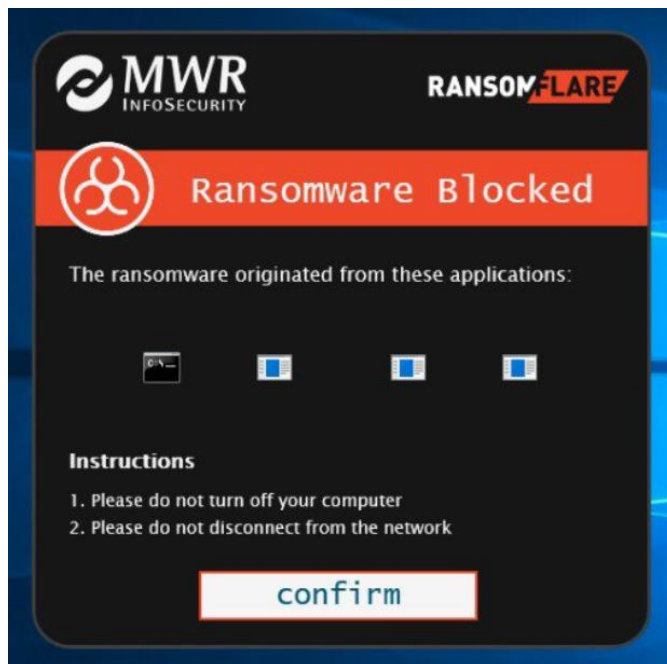 MWR
INFOSECURITY
RANSOMFLARE
Ransomware Blocked
The ransomware originated from these applications:
C:\_
Instructions
1. Please do not turn off your computer
2. Please do not disconnect from the network
confirm